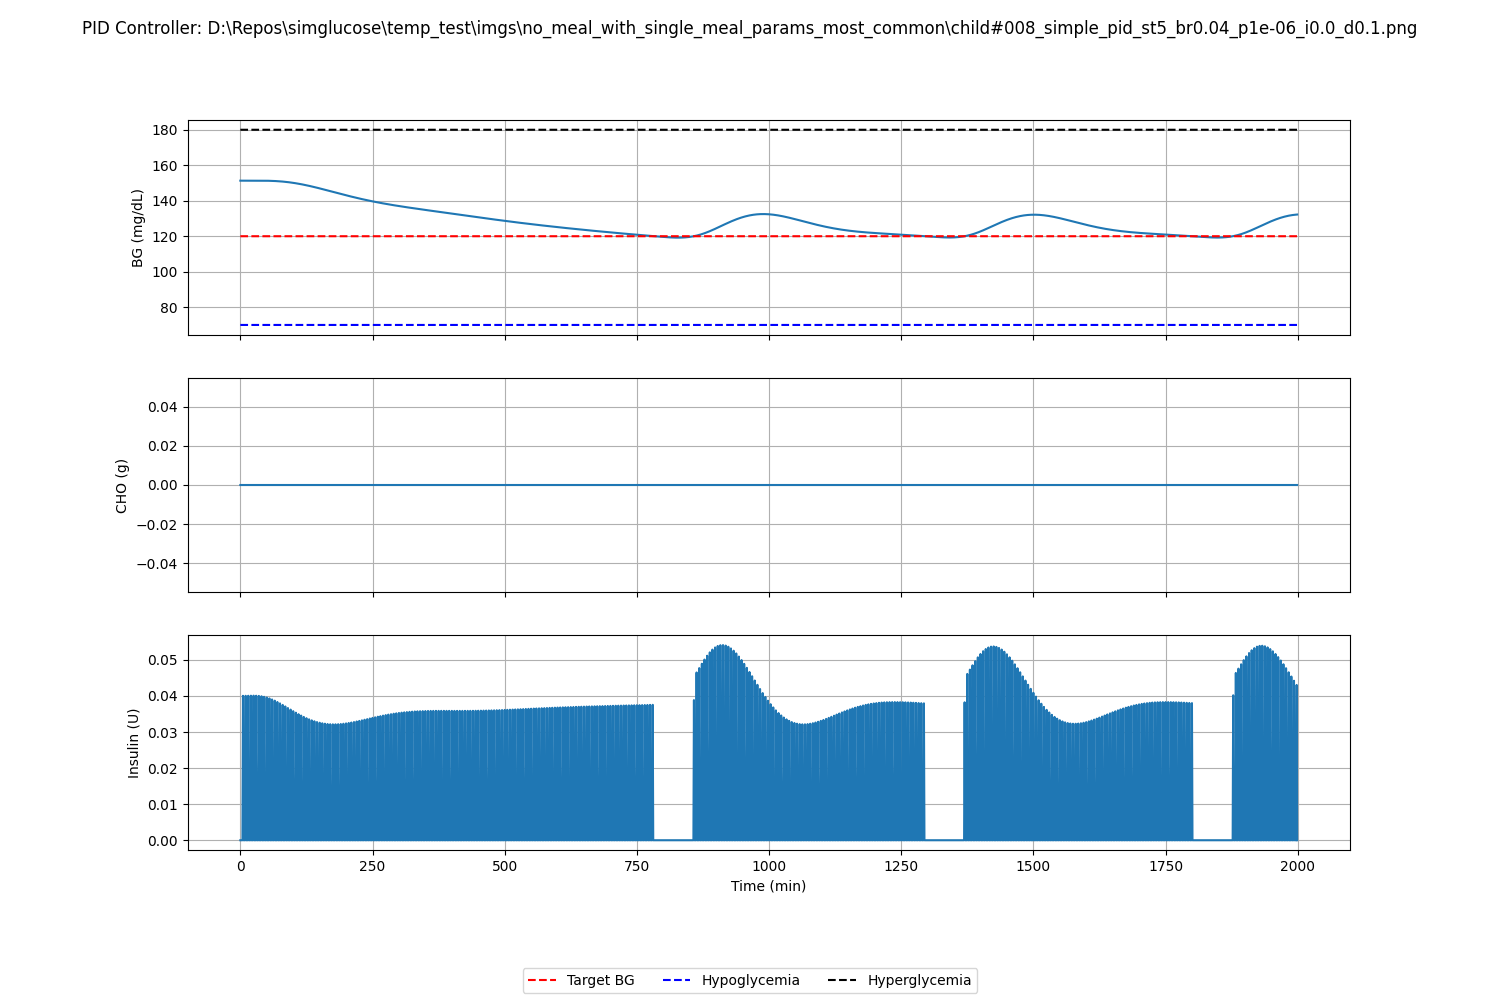 PID Controller: D:\Repos\simglucose\temp_test\imgs\no_meal_with_single_meal_params_most_common\child#008_simple_pid_st5_br0.04_p1e-06_i0.0_d0.1.png
180
160
140
120
100
80
BG (mg/dL)
0.04
0.02
0.00
−0.02
−0.04
CHO (g)
0.05
0.04
0.03
0.02
0.01
0.00
Insulin (U)
0 250 500 750 1000 1250 1500 1750 2000
Time (min)
Target BG Hypoglycemia Hyperglycemia